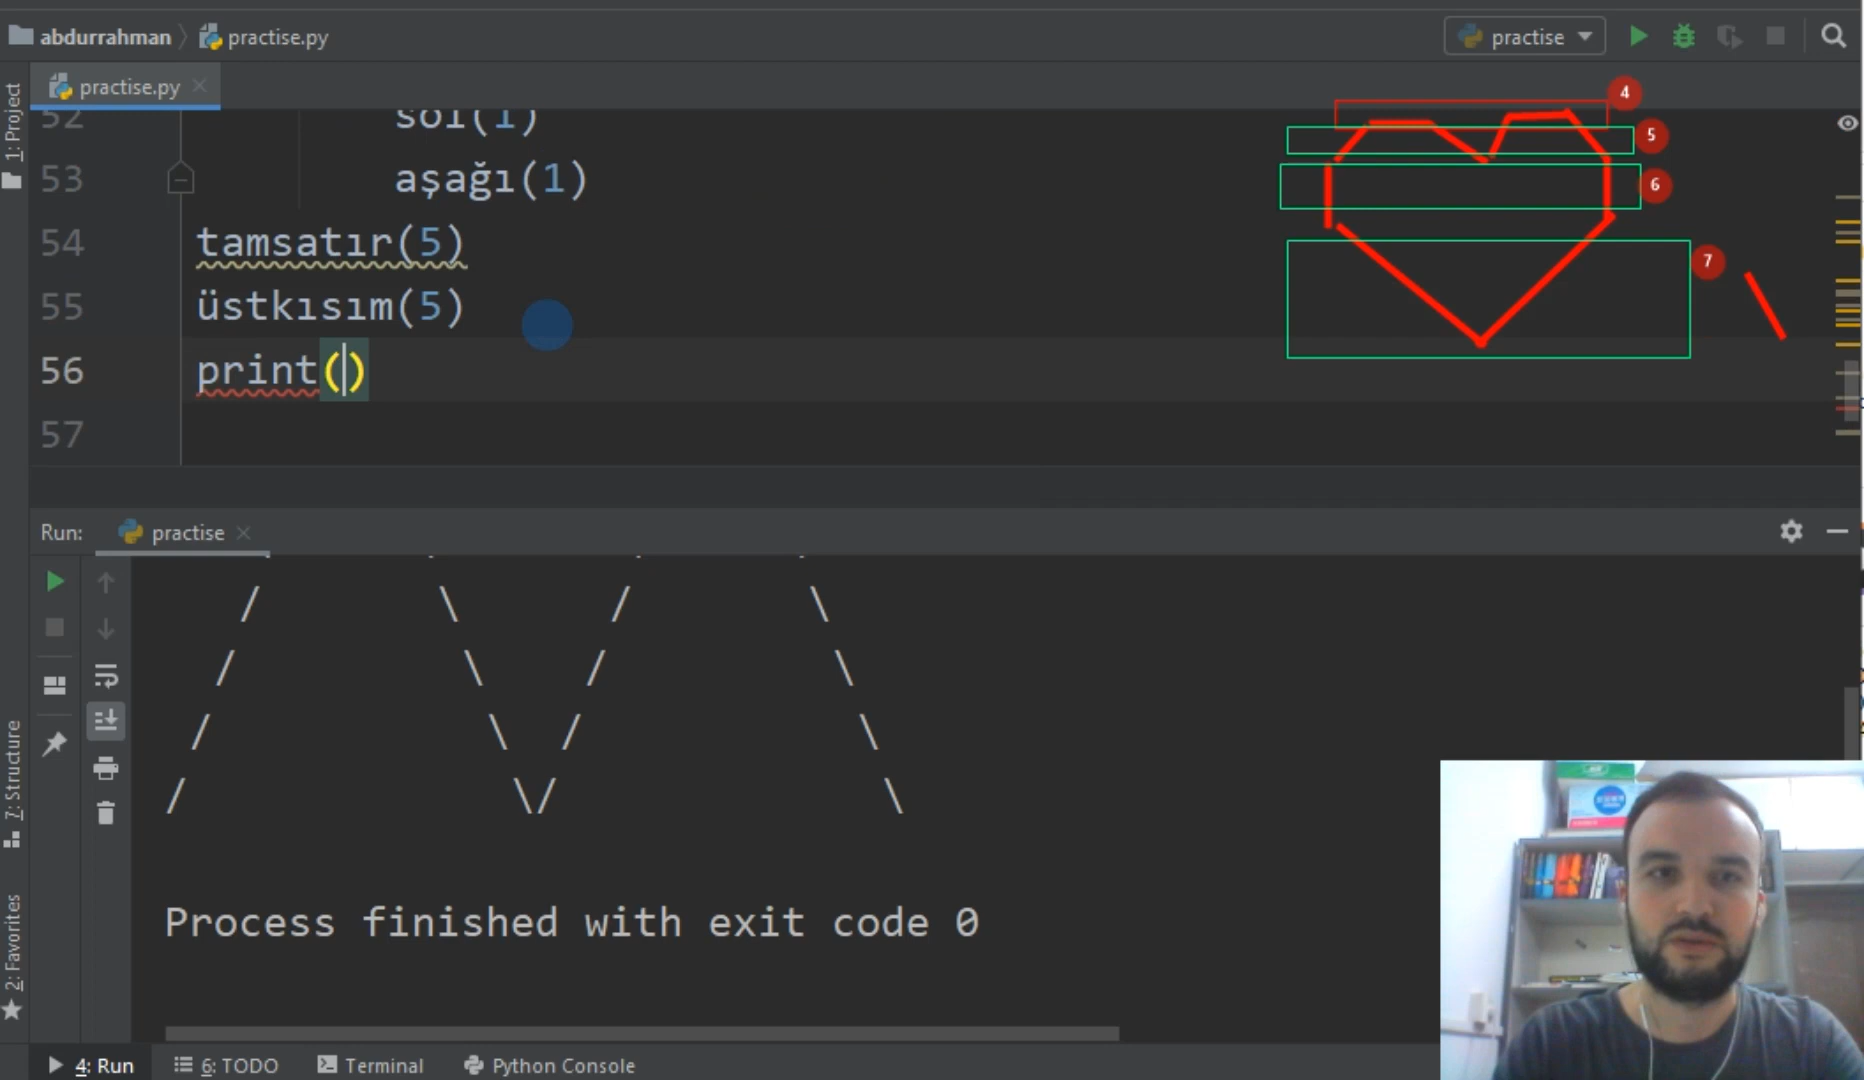 abdurrahman practise.py
practise
practise.py
1: Project
52 sol(1)
53 aşağı(1)
54 tamsatır(5)
55 üstkısım(5)
56 print()
57
4
5
6
7
Run: practise
/ \ / \
/ \ / \
/ \ / \
/ \/ \
Process finished with exit code 0
7: Structure
2: Favorites
4: Run 6: TODO Terminal Python Console